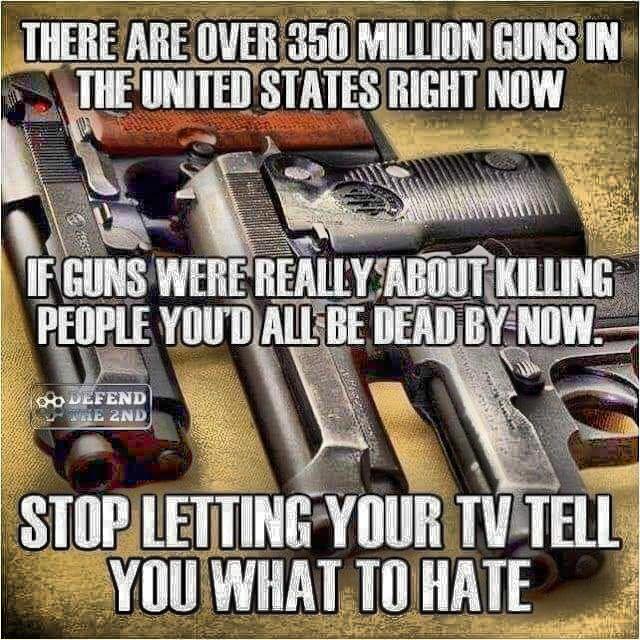 THERE ARE OVER 350 MILLION GUNS IN
THE UNITED STATES RIGHT NOW
IF GUNS WERE REALLY ABOUT KILLING
PEOPLE YOU'D ALL BE DEAD BY NOW.
DEFEND
THE 2ND
STOP LETTING YOUR TV TELL
YOU WHAT TO HATE